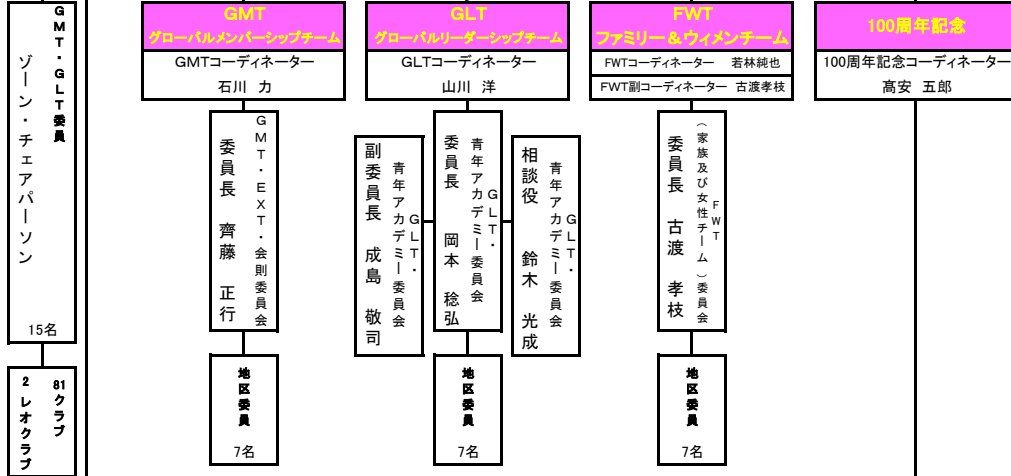 GMT・GLT委員
ゾーン・チェアパーソン
15名
81クラブ
2 レオクラブ
GMT
グローバルメンバーシップチーム
GMTコーディネーター
石川 力
GMT・EXT・会則委員会
委員長 齊藤 正行
地区委員
7名
GLT
グローバルリーダーシップチーム
GLTコーディネーター
山川 洋
GLT・
青年アカデミー委員会
相談役 鈴木 光成
GLT・
青年アカデミー委員会
委員長 岡本 稔弘
GLT・
青年アカデミー委員会
副委員長 成島 敬司
地区委員
7名
FWT
ファミリー&ウィメンチーム
FWTコーディネーター 若林純也
FWT副コーディネーター 古渡孝枝
FWT
(家族及び女性チーム)委員会
委員長 古渡 孝枝
地区委員
7名
100周年記念
100周年記念コーディネーター
髙安 五郎